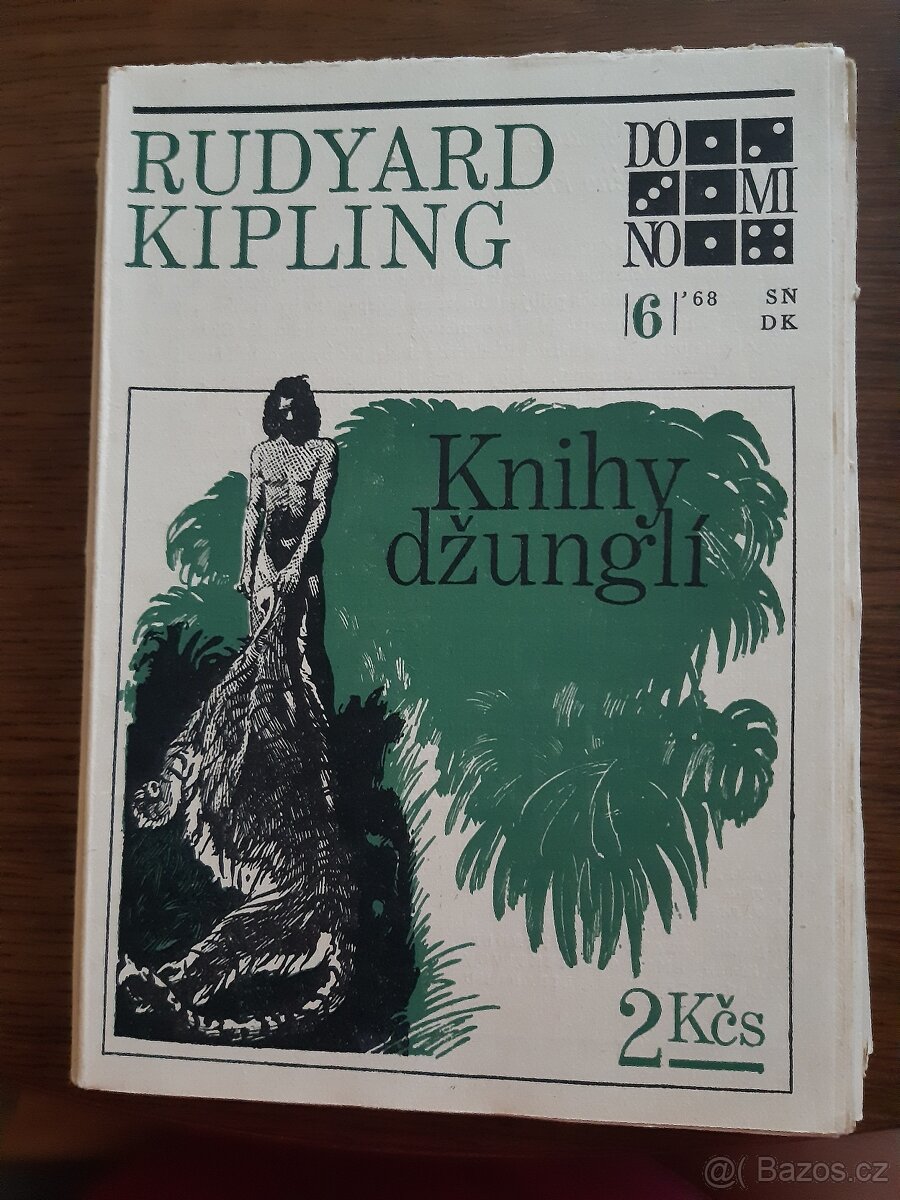 RUDYARD
KIPLING
DO
MI
NO
|6|'68
SN
DK
Knihy
džunglí
2Kčs
@( Bazos.cz